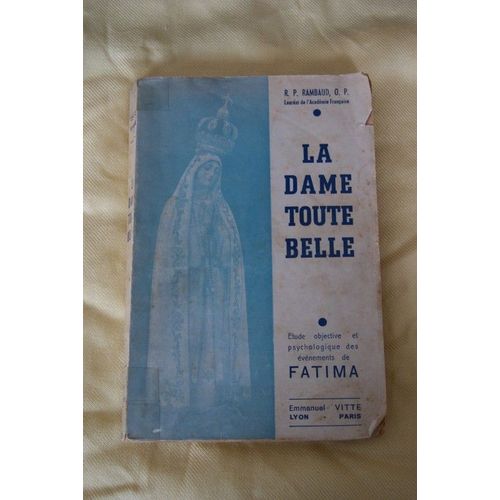 R. P. RAMBAUD, O. P.
Lauréat de l'Académie Française
LA
DAME
TOUTE
BELLE
Etude objective et
psychologique des
événements de
FATIMA
Emmanuel VITTE
LYON - PARIS